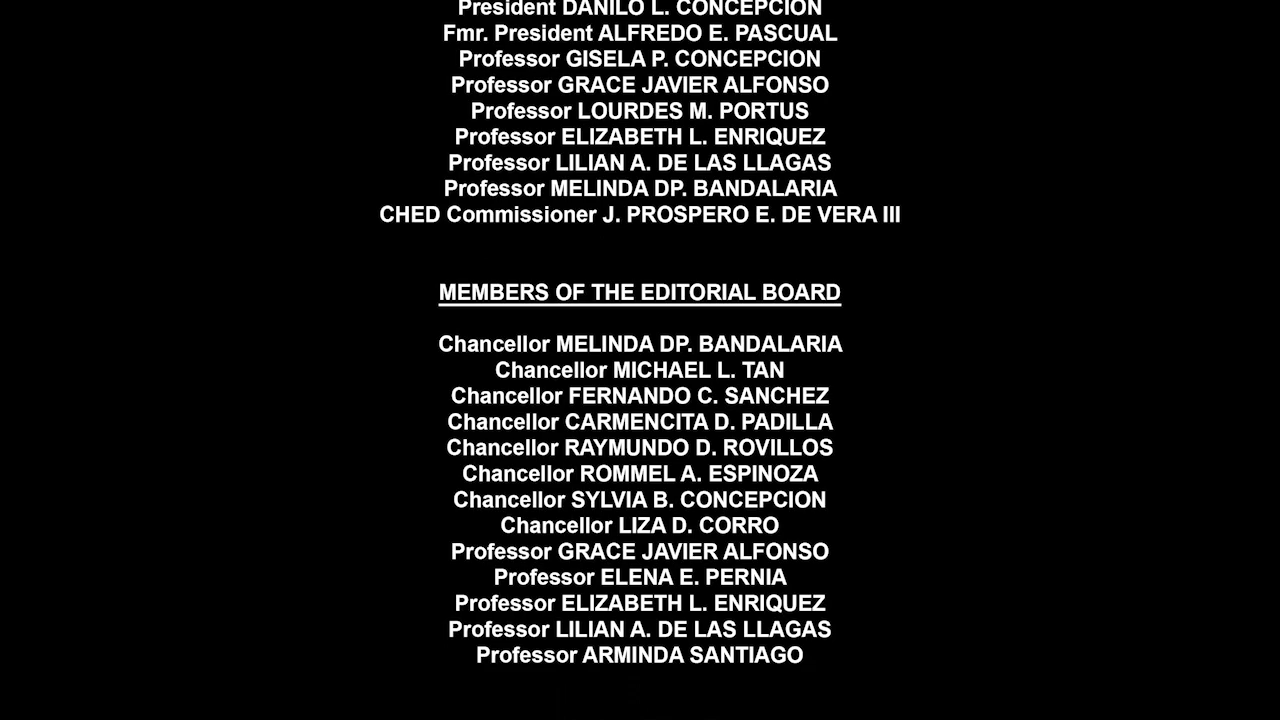 President DANILO L. CONCEPCION
Fmr. President ALFREDO E. PASCUAL
Professor GISELA P. CONCEPCION
Professor GRACE JAVIER ALFONSO
Professor LOURDES M. PORTUS
Professor ELIZABETH L. ENRIQUEZ
Professor LILIAN A. DE LAS LLAGAS
Professor MELINDA DP. BANDALARIA
CHED Commissioner J. PROSPERO E. DE VERA III
MEMBERS OF THE EDITORIAL BOARD
Chancellor MELINDA DP. BANDALARIA
Chancellor MICHAEL L. TAN
Chancellor FERNANDO C. SANCHEZ
Chancellor CARMENCITA D. PADILLA
Chancellor RAYMUNDO D. ROVILLOS
Chancellor ROMMEL A. ESPINOZA
Chancellor SYLVIA B. CONCEPCION
Chancellor LIZA D. CORRO
Professor GRACE JAVIER ALFONSO
Professor ELENA E. PERNIA
Professor ELIZABETH L. ENRIQUEZ
Professor LILIAN A. DE LAS LLAGAS
Professor ARMINDA SANTIAGO